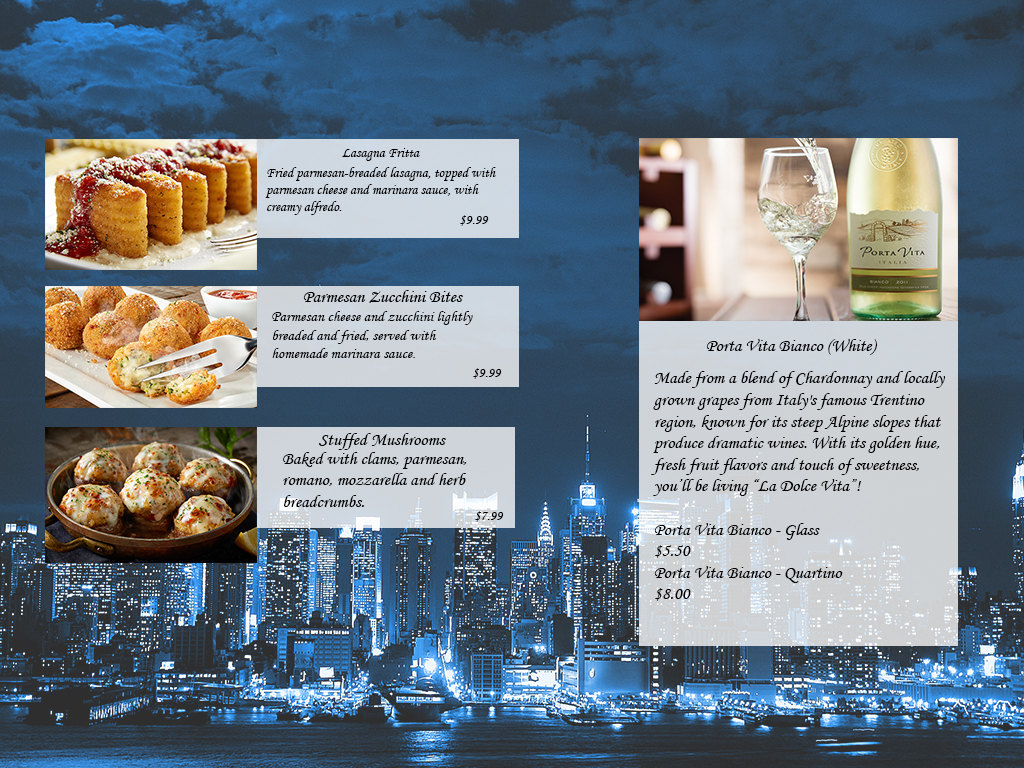 Lasagna Fritta
Fried parmesan-breaded lasagna, topped with
parmesan cheese and marinara sauce, with
creamy alfredo.
$9.99
Parmesan Zucchini Bites
Parmesan cheese and zucchini lightly
breaded and fried, served with
homemade marinara sauce.
$9.99
Stuffed Mushrooms
Baked with clams, parmesan,
romano, mozzarella and herb
breadcrumbs.
$7.99
PORTA VITA
ITALIA
BIANCO 2011
Porta Vita Bianco (White)
Made from a blend of Chardonnay and locally
grown grapes from Italy's famous Trentino
region, known for its steep Alpine slopes that
produce dramatic wines. With its golden hue,
fresh fruit flavors and touch of sweetness,
you'll be living “La Dolce Vita”!
Porta Vita Bianco - Glass
$5.50
Porta Vita Bianco - Quartino
$8.00